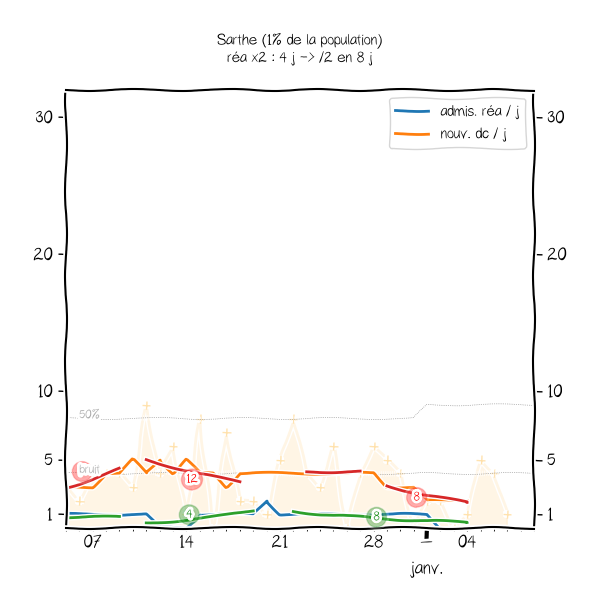 Sarthe (1% de la population)
réa x2 : 4 j -> /2 en 8 j
admis. réa / j
nouv. dc / j
30 30
20 20
10 10
50%
5 bruit 12 5
8
1 4 8 1
07 14 21 28 — 04
janv.